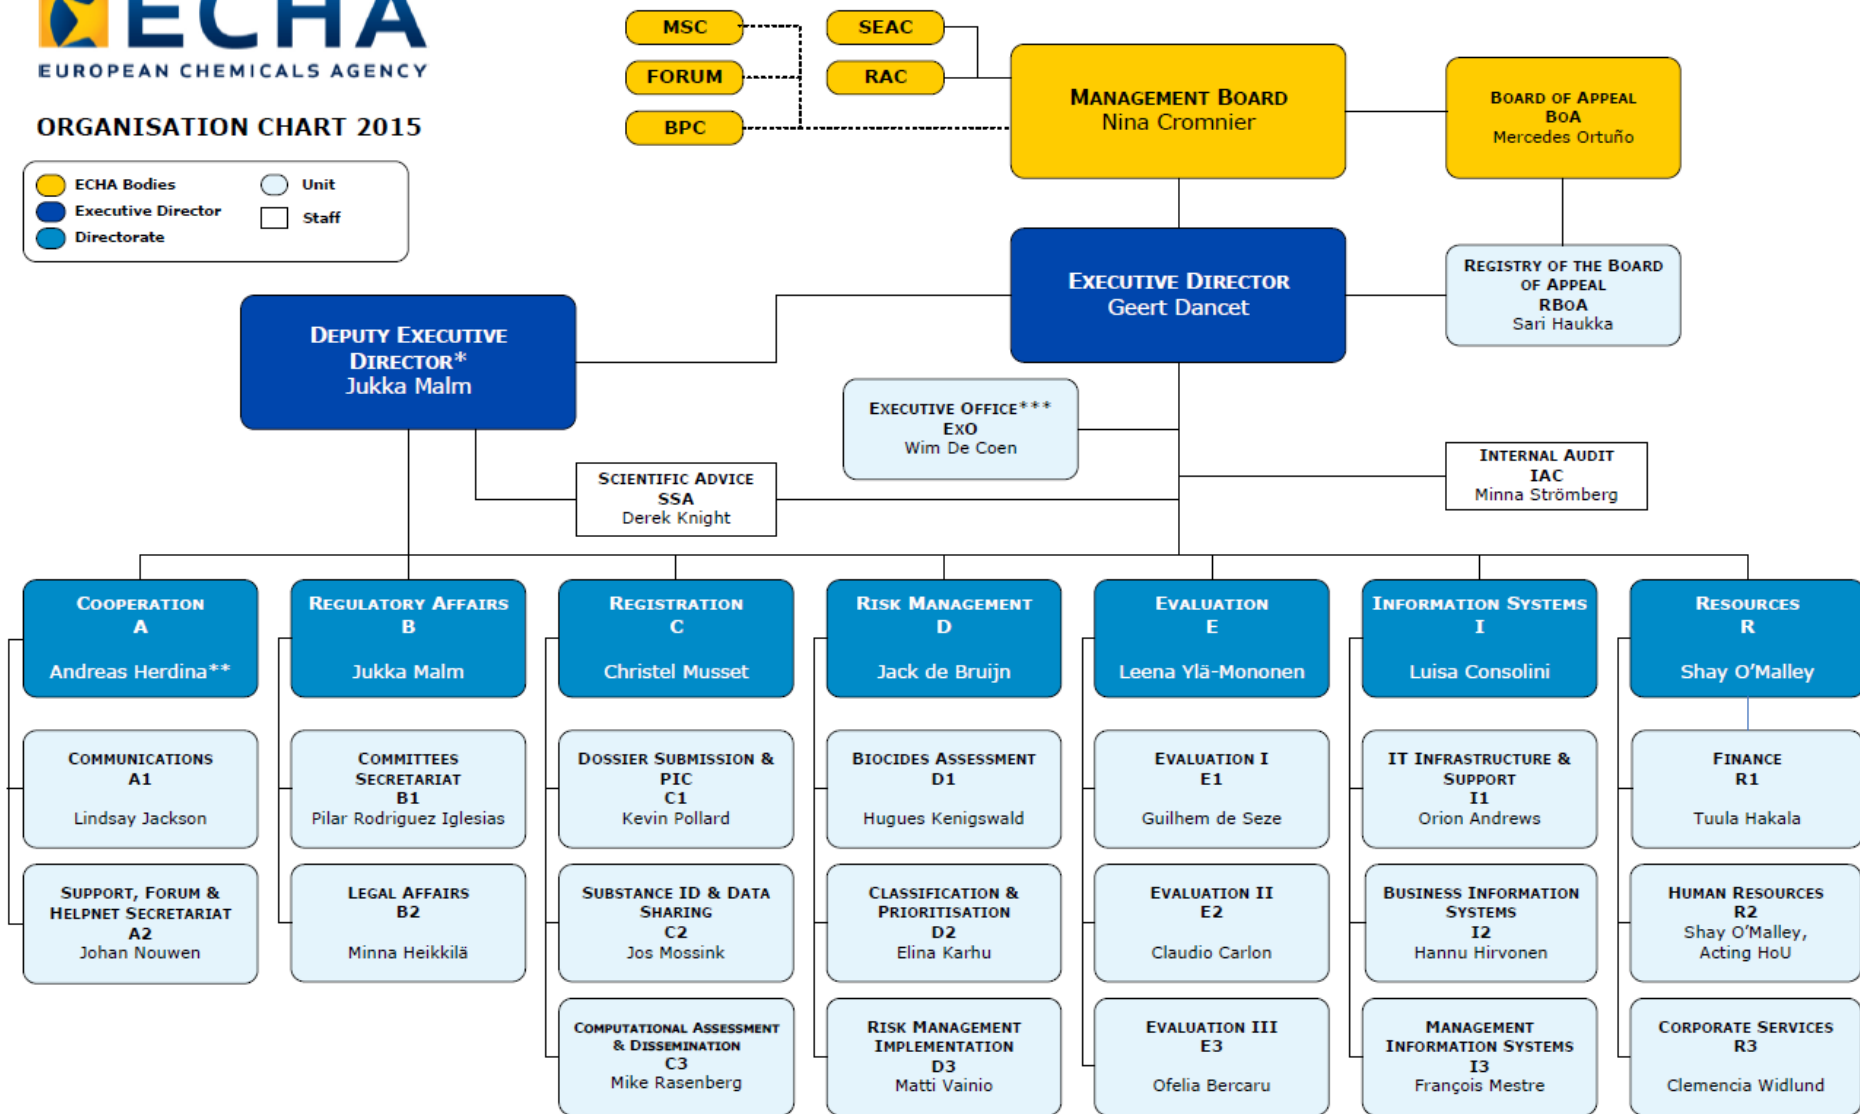 ECHA
EUROPEAN CHEMICALS AGENCY
ORGANISATION CHART 2015
ECHA Bodies
Executive Director
Directorate
Unit
Staff
MSC
FORUM
BPC
SEAC
RAC
MANAGEMENT BOARD
Nina Cromnier
BOARD OF APPEAL
BOA
Mercedes Ortuño
EXECUTIVE DIRECTOR
Geert Dancet
REGISTRY OF THE BOARD
OF APPEAL
RBOA
Sari Haukka
DEPUTY EXECUTIVE
DIRECTOR*
Jukka Malm
EXECUTIVE OFFICE***
EXO
Wim De Coen
SCIENTIFIC ADVICE
SSA
Derek Knight
INTERNAL AUDIT
IAC
Minna Strömberg
COOPERATION
A
Andreas Herdina**
REGULATORY AFFAIRS
B
Jukka Malm
REGISTRATION
C
Christel Musset
RISK MANAGEMENT
D
Jack de Bruijn
EVALUATION
E
Leena Ylä-Mononen
INFORMATION SYSTEMS
I
Luisa Consolini
RESOURCES
R
Shay O'Malley
COMMUNICATIONS
A1
Lindsay Jackson
COMMITTEES
SECRETARIAT
B1
Pilar Rodriguez Iglesias
DOSSIER SUBMISSION &
PIC
C1
Kevin Pollard
BIOCIDES ASSESSMENT
D1
Hugues Kenigswald
EVALUATION I
E1
Guilhem de Seze
IT INFRASTRUCTURE &
SUPPORT
I1
Orion Andrews
FINANCE
R1
Tuula Hakala
SUPPORT, FORUM &
HELPNET SECRETARIAT
A2
Johan Nouwen
LEGAL AFFAIRS
B2
Minna Heikkilä
SUBSTANCE ID & DATA
SHARING
C2
Jos Mossink
CLASSIFICATION &
PRIORITISATION
D2
Elina Karhu
EVALUATION II
E2
Claudio Carlon
BUSINESS INFORMATION
SYSTEMS
I2
Hannu Hirvonen
HUMAN RESOURCES
R2
Shay O'Malley,
Acting HoU
COMPUTATIONAL ASSESSMENT
& DISSEMINATION
C3
Mike Rasenberg
RISK MANAGEMENT
IMPLEMENTATION
D3
Matti Vainio
EVALUATION III
E3
Ofelia Bercaru
MANAGEMENT
INFORMATION SYSTEMS
I3
François Mestre
CORPORATE SERVICES
R3
Clemencia Widlund